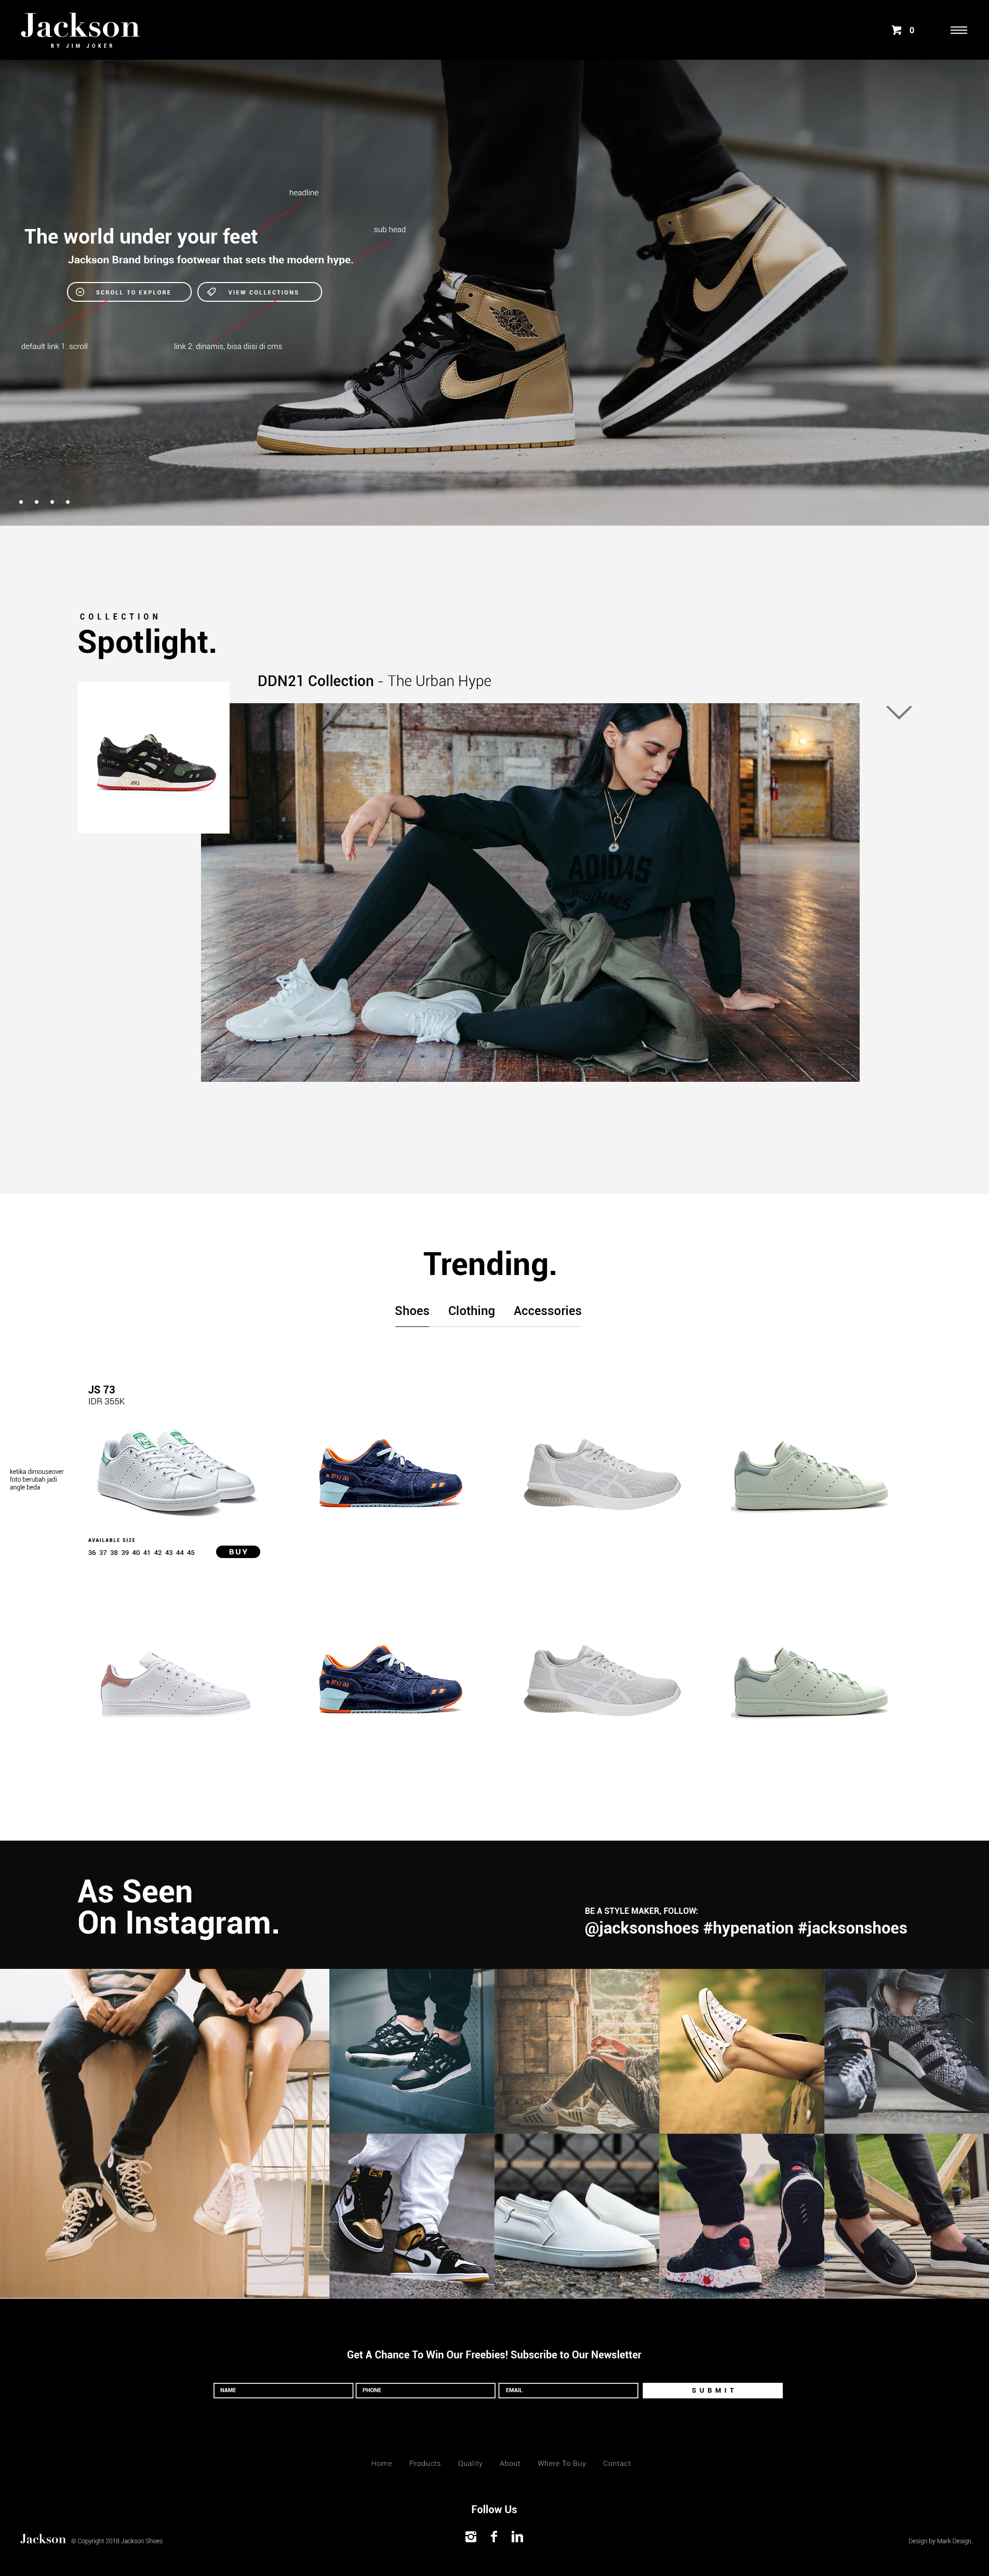 Jackson
BY JIM JOKER
0
headline
sub head
The world under your feet
Jackson Brand brings footwear that sets the modern hype.
SCROLL TO EXPLORE
VIEW COLLECTIONS
default link 1: scroll
link 2: dinamis, bisa diisi di cms
COLLECTION
Spotlight.
DDN21 Collection - The Urban Hype
ADIDAS
Trending.
Shoes Clothing Accessories
JS 73
IDR 355K
ketika dimouseover
foto berubah jadi
angle beda
AVAILABLE SIZE
36 37 38 39 40 41 42 43 44 45
BUY
As Seen
On Instagram.
BE A STYLE MAKER, FOLLOW:
@jacksonshoes #hypenation #jacksonshoes
Get A Chance To Win Our Freebies! Subscribe to Our Newsletter
NAME
PHONE
EMAIL
SUBMIT
Home Products Quality About Where To Buy Contact
Follow Us
Jackson © Copyright 2018 Jackson Shoes
Design by Mark Design.